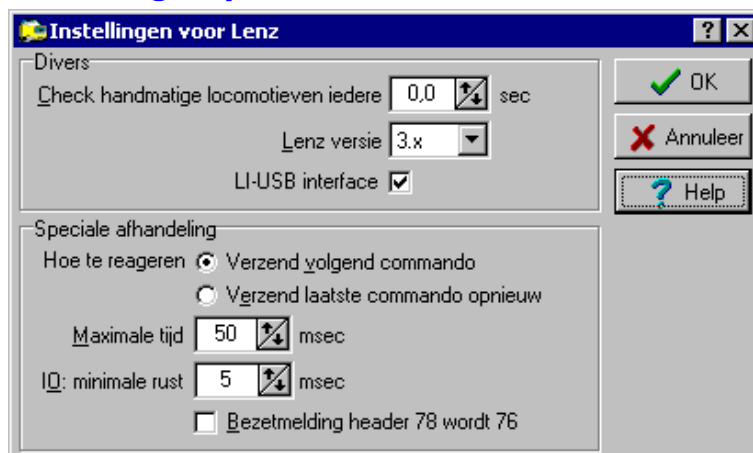 Instellingen voor Lenz
Divers
Check handmatige locomotieven iedere 0,0 sec
Lenz versie 3.x
LI-USB interface
OK
Annuleer
Help
Speciale afhandeling
Hoe te reageren Verzend volgend commando
Verzend laatste commando opnieuw
Maximale tijd 50 msec
IO: minimale rust 5 msec
Bezetmelding header 78 wordt 76